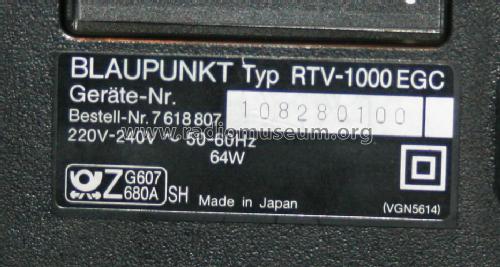 BLAUPUNKT Typ RTV-1000 EGC
Geräte-Nr. 108280100
Bestell-Nr. 7 618 807
© www.radiomuseum.org
220V-240V ~ 50-60Hz
64W
Z G607 680A SH
Made in Japan
(VGN5614)